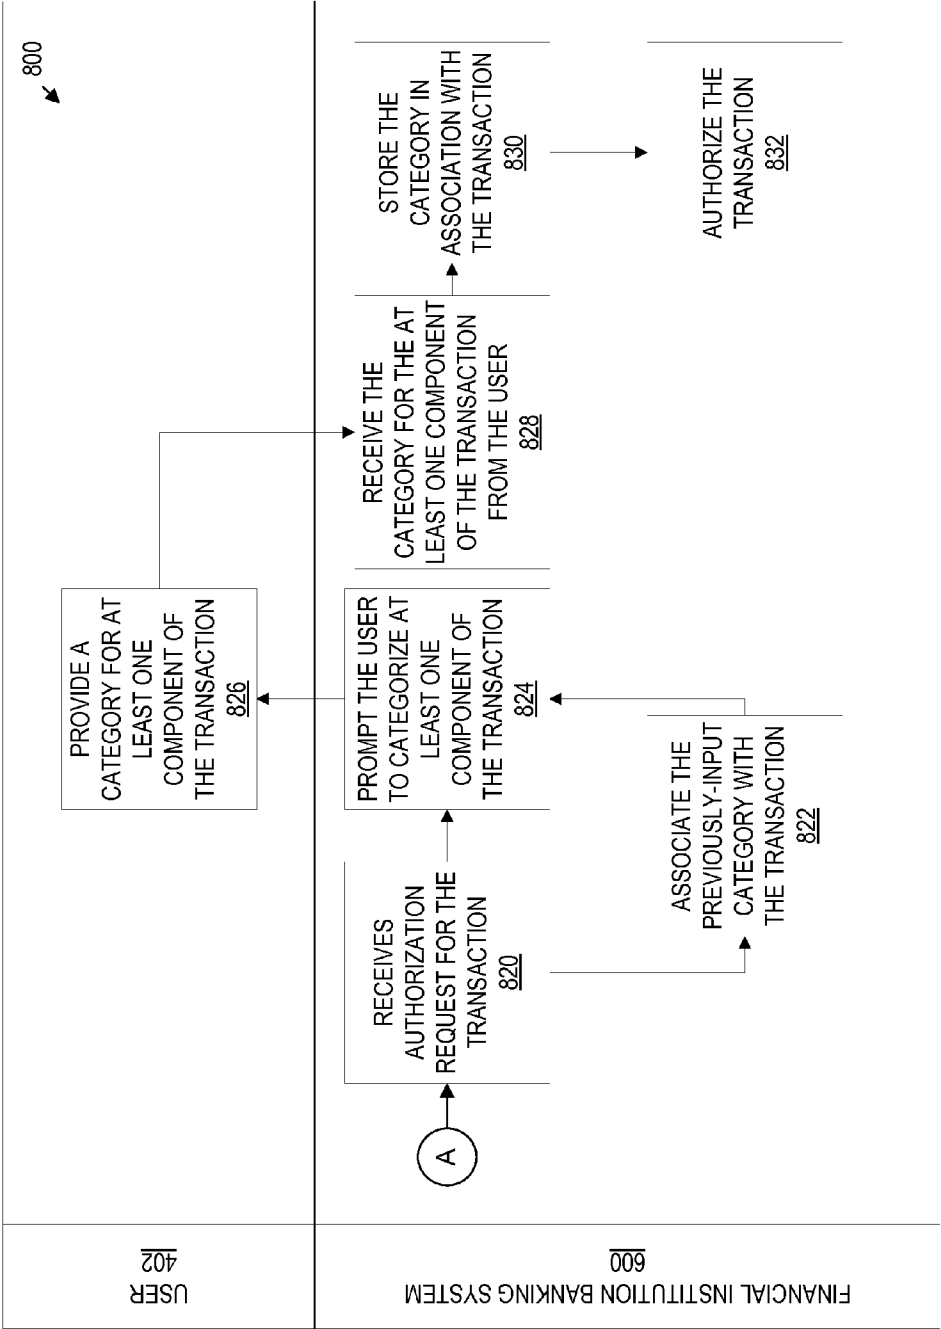 800
USER
402
PROVIDE A
CATEGORY FOR AT
LEAST ONE
COMPONENT OF
THE TRANSACTION
826
FINANCIAL INSTITUTION BANKING SYSTEM
600
A
RECEIVES
AUTHORIZATION
REQUEST FOR THE
TRANSACTION
820
PROMPT THE USER
TO CATEGORIZE AT
LEAST ONE
COMPONENT OF
THE TRANSACTION
824
RECEIVE THE
CATEGORY FOR THE AT
LEAST ONE COMPONENT
OF THE TRANSACTION
FROM THE USER
828
STORE THE
CATEGORY IN
ASSOCIATION WITH
THE TRANSACTION
830
ASSOCIATE THE
PREVIOUSLY-INPUT
CATEGORY WITH
THE TRANSACTION
822
AUTHORIZE THE
TRANSACTION
832